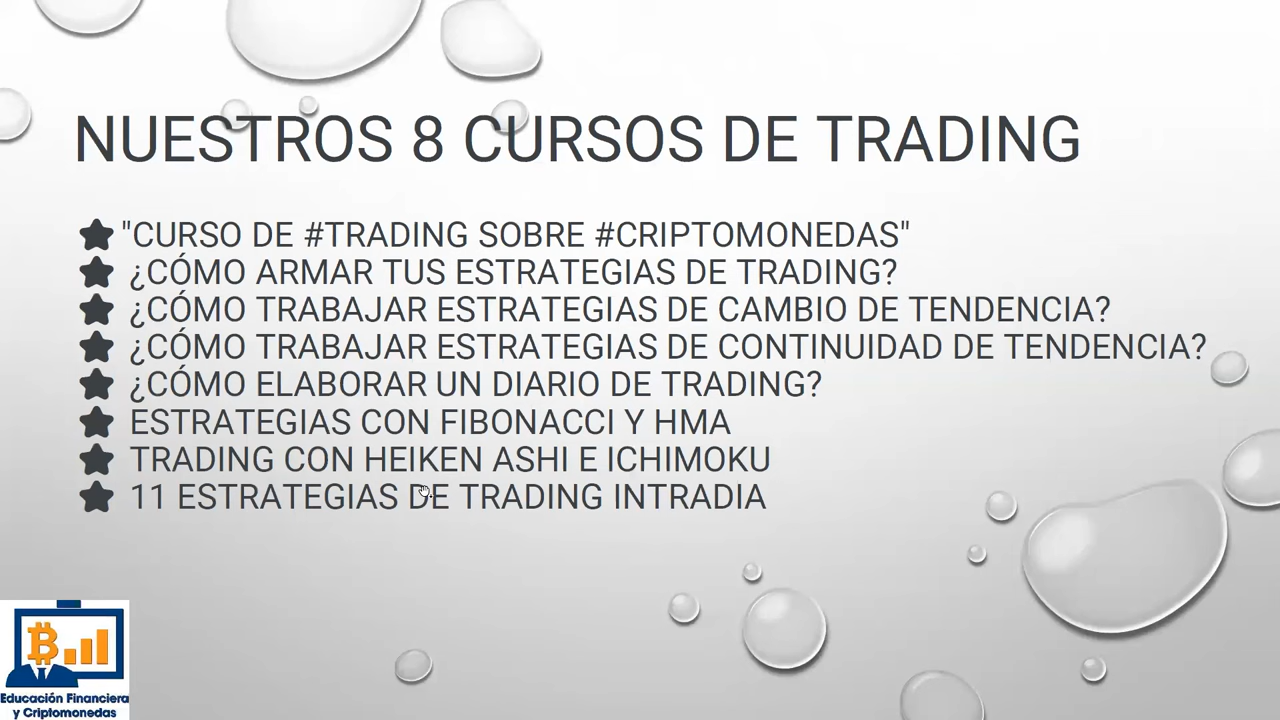 NUESTROS 8 CURSOS DE TRADING
"CURSO DE #TRADING SOBRE #CRIPTOMONEDAS"
¿CÓMO ARMAR TUS ESTRATEGIAS DE TRADING?
¿CÓMO TRABAJAR ESTRATEGIAS DE CAMBIO DE TENDENCIA?
¿CÓMO TRABAJAR ESTRATEGIAS DE CONTINUIDAD DE TENDENCIA?
¿CÓMO ELABORAR UN DIARIO DE TRADING?
ESTRATEGIAS CON FIBONACCI Y HMA
TRADING CON HEIKEN ASHI E ICHIMOKU
11 ESTRATEGIAS DE TRADING INTRADIA
Educación Financiera
y Criptomonedas